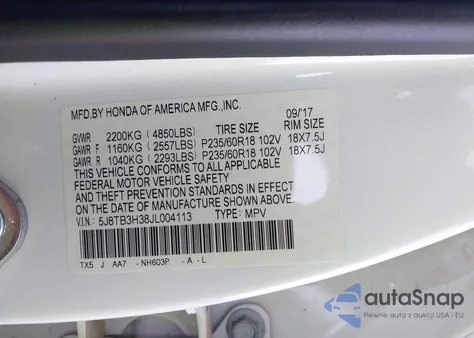 MFD.BY HONDA OF AMERICA MFG.,INC. 09/'17
GVWR 2200KG (4850LBS) TIRE SIZE RIM SIZE
GAWR F 1160KG (2557LBS) P235/60R18 102V 18X7.5J
GAWR R 1040KG (2293LBS) P235/60R18 102V 18X7.5J
THIS VEHICLE CONFORMS TO ALL APPLICABLE
FEDERAL MOTOR VEHICLE SAFETY
AND THEFT PREVENTION STANDARDS IN EFFECT ON THE
DATE OF MANUFACTURE SHOWN ABOVE.
V.I.N.: 5J8TB3H38JL004113 TYPE: MPV
TX5 J AA7 - NH603P - A - L
autoSnap
Pewne auta z aukcji USA i EU